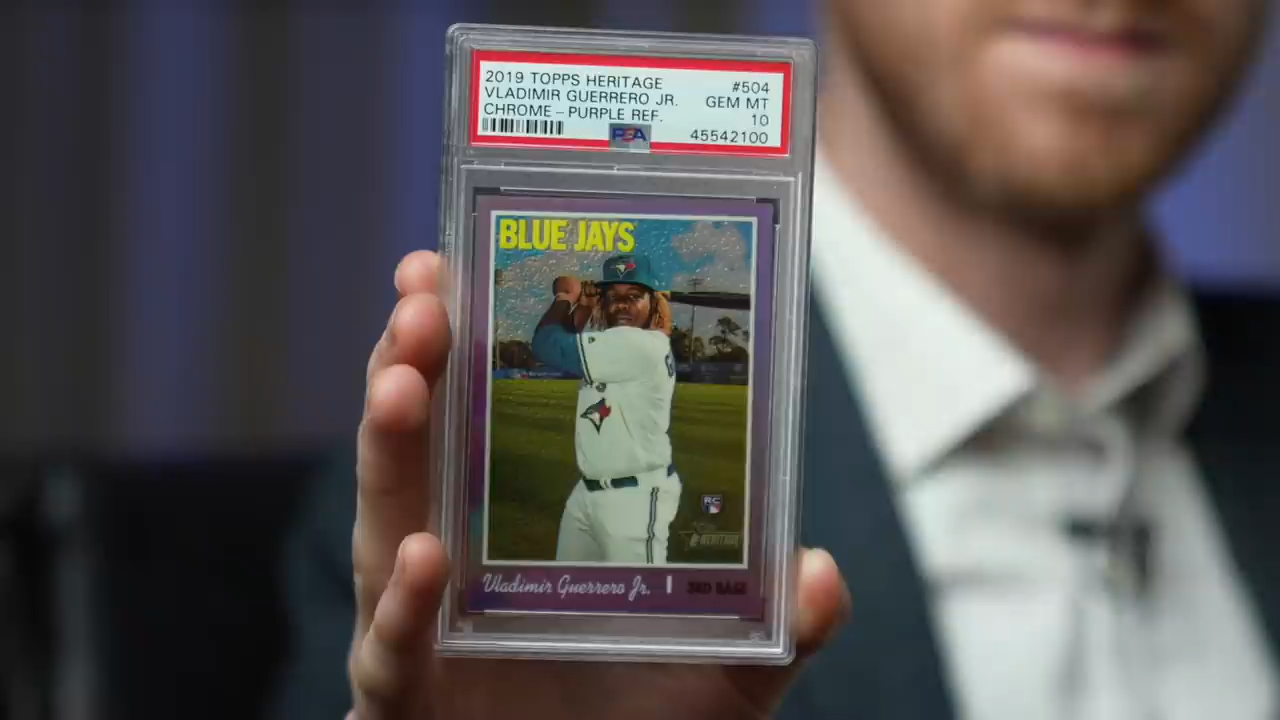 2019 TOPPS HERITAGE #504
VLADIMIR GUERRERO JR. GEM MT
CHROME – PURPLE REF. 10
PSA 45542100
BLUE JAYS
RC
HERITAGE
Vladimir Guerrero Jr. 3RD BASE